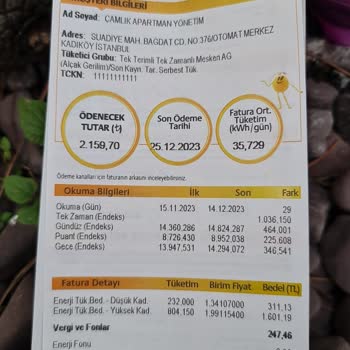 MÜŞTERİ BİLGİLERİ
Ad Soyad: CAMLIK APARTMAN YÖNETİM
Adres: SUADİYE MAH. BAGDAT CD. NO:376/OTOMAT MERKEZ
KADIKÖY İSTANBUL
Tüketici Grubu: Tek Terimli Tek Zamanlı Mesken AG
(Alçak Gerilim)/Son Kayn. Tar. Serbest Tük.
TCKN: 11111111111
ÖDENECEK TUTAR (₺)
2.159,70
Son Ödeme Tarihi
25.12.2023
Fatura Ort. Tüketim (kWh/gün)
35,729
Ödeme kanalları için faturanın arkasını inceleyebilirsiniz.
Okuma Bilgileri İlk Son Fark
Okuma (Gün) 15.11.2023 14.12.2023 29
Tek Zaman (Endeks) 1.036,150
Gündüz (Endeks) 14.360,286 14.824,287 464,001
Puant (Endeks) 8.726,430 8.952,038 225,608
Gece (Endeks) 13.947,531 14.294,072 346,541
Fatura Detayı Tüketim Birim Fiyat Bedel (TL)
Enerji Tük.Bed. - Düşük Kad. 232,000 1,34107000 311,13
Enerji Tük.Bed. - Yüksek Kad. 804,150 1,99115400 1.601,19
Vergi ve Fonlar 247,46
Enerji Fonu